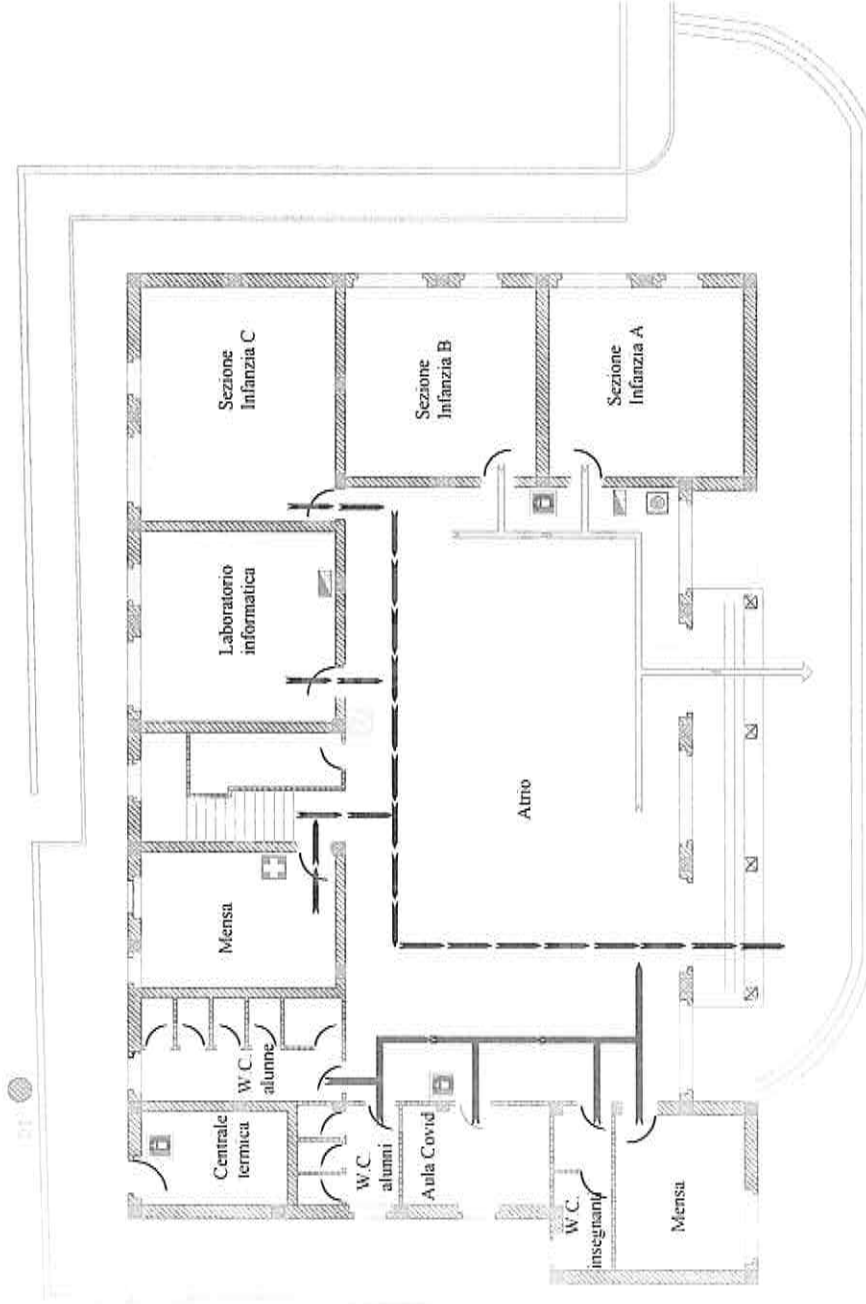 Centrale
termica
W.C.
alunne
Mensa
Laboratorio
informatica
Sezione
Infanzia C
W.C.
alunni
Aula Covid
Sezione
Infanzia B
Atrio
W.C.
insegnanti
Mensa
Sezione
Infanzia A